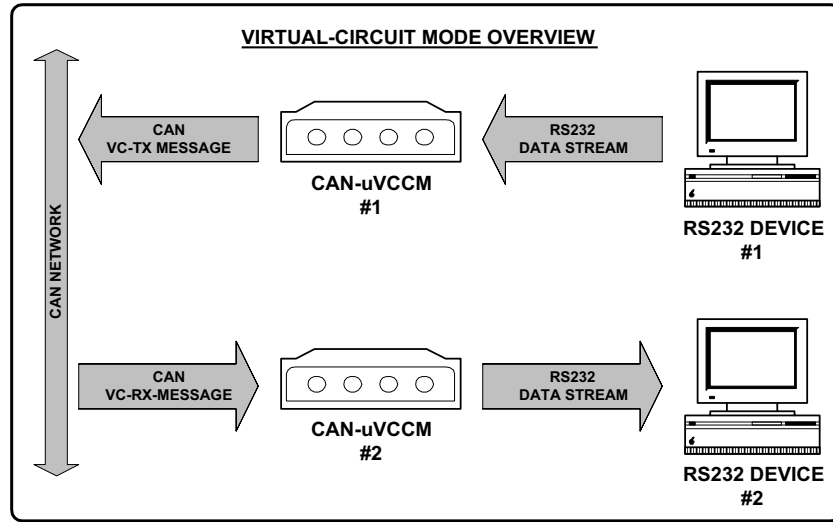 VIRTUAL-CIRCUIT MODE OVERVIEW
CAN
VC-TX MESSAGE
RS232
DATA STREAM
CAN-uVCCM
#1
RS232 DEVICE
#1
CAN NETWORK
CAN
VC-RX-MESSAGE
RS232
DATA STREAM
CAN-uVCCM
#2
RS232 DEVICE
#2